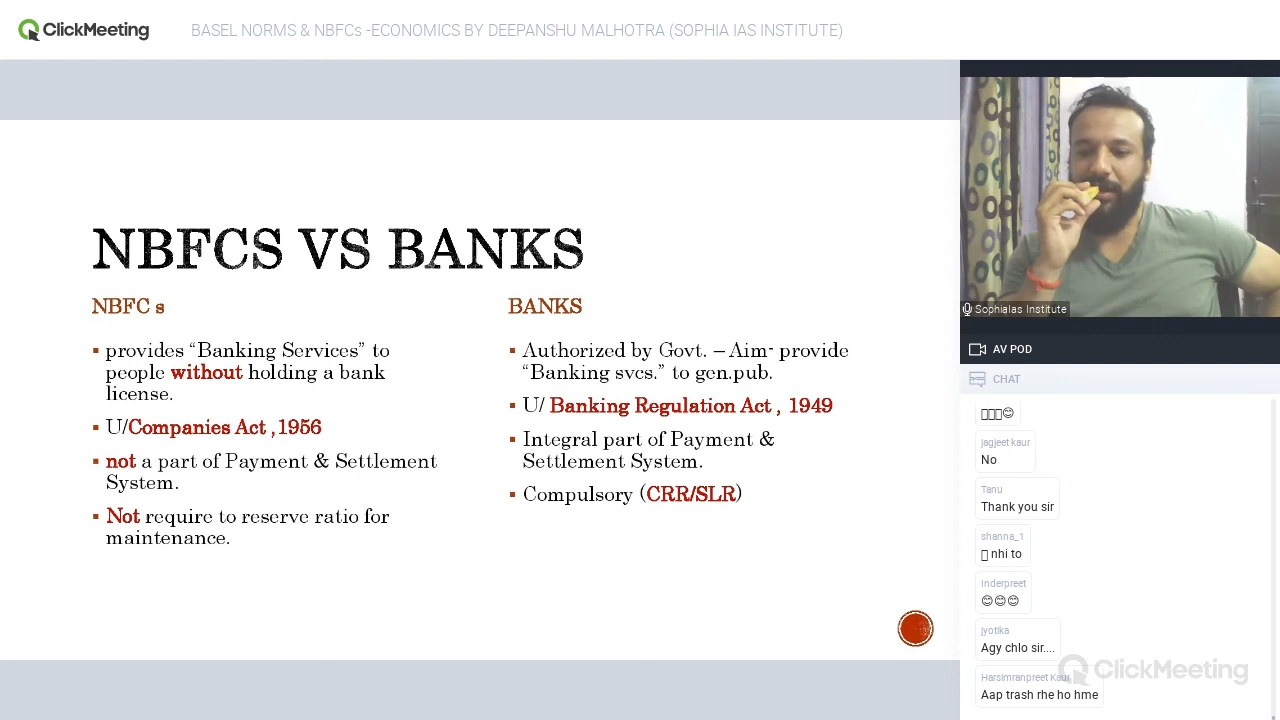 ClickMeeting
BASEL NORMS & NBFCs -ECONOMICS BY DEEPANSHU MALHOTRA (SOPHIA IAS INSTITUTE)
NBFCS VS BANKS
NBFC s
▪ provides “Banking Services” to
people without holding a bank
license.
▪ U/Companies Act ,1956
▪ not a part of Payment & Settlement
System.
▪ Not require to reserve ratio for
maintenance.
BANKS
▪ Authorized by Govt. – Aim- provide
“Banking svcs.” to gen.pub.
▪ U/ Banking Regulation Act , 1949
▪ Integral part of Payment &
Settlement System.
▪ Compulsory (CRR/SLR)
SophiaIas Institute
AV POD
CHAT
😊
jagjeet kaur
No
Tanu
Thank you sir
shanna_1
nhi to
Inderpreet
😊😊😊
jyotika
Agy chlo sir....
Harsimranpreet Kaur
Aap trash rhe ho hme
ClickMeeting